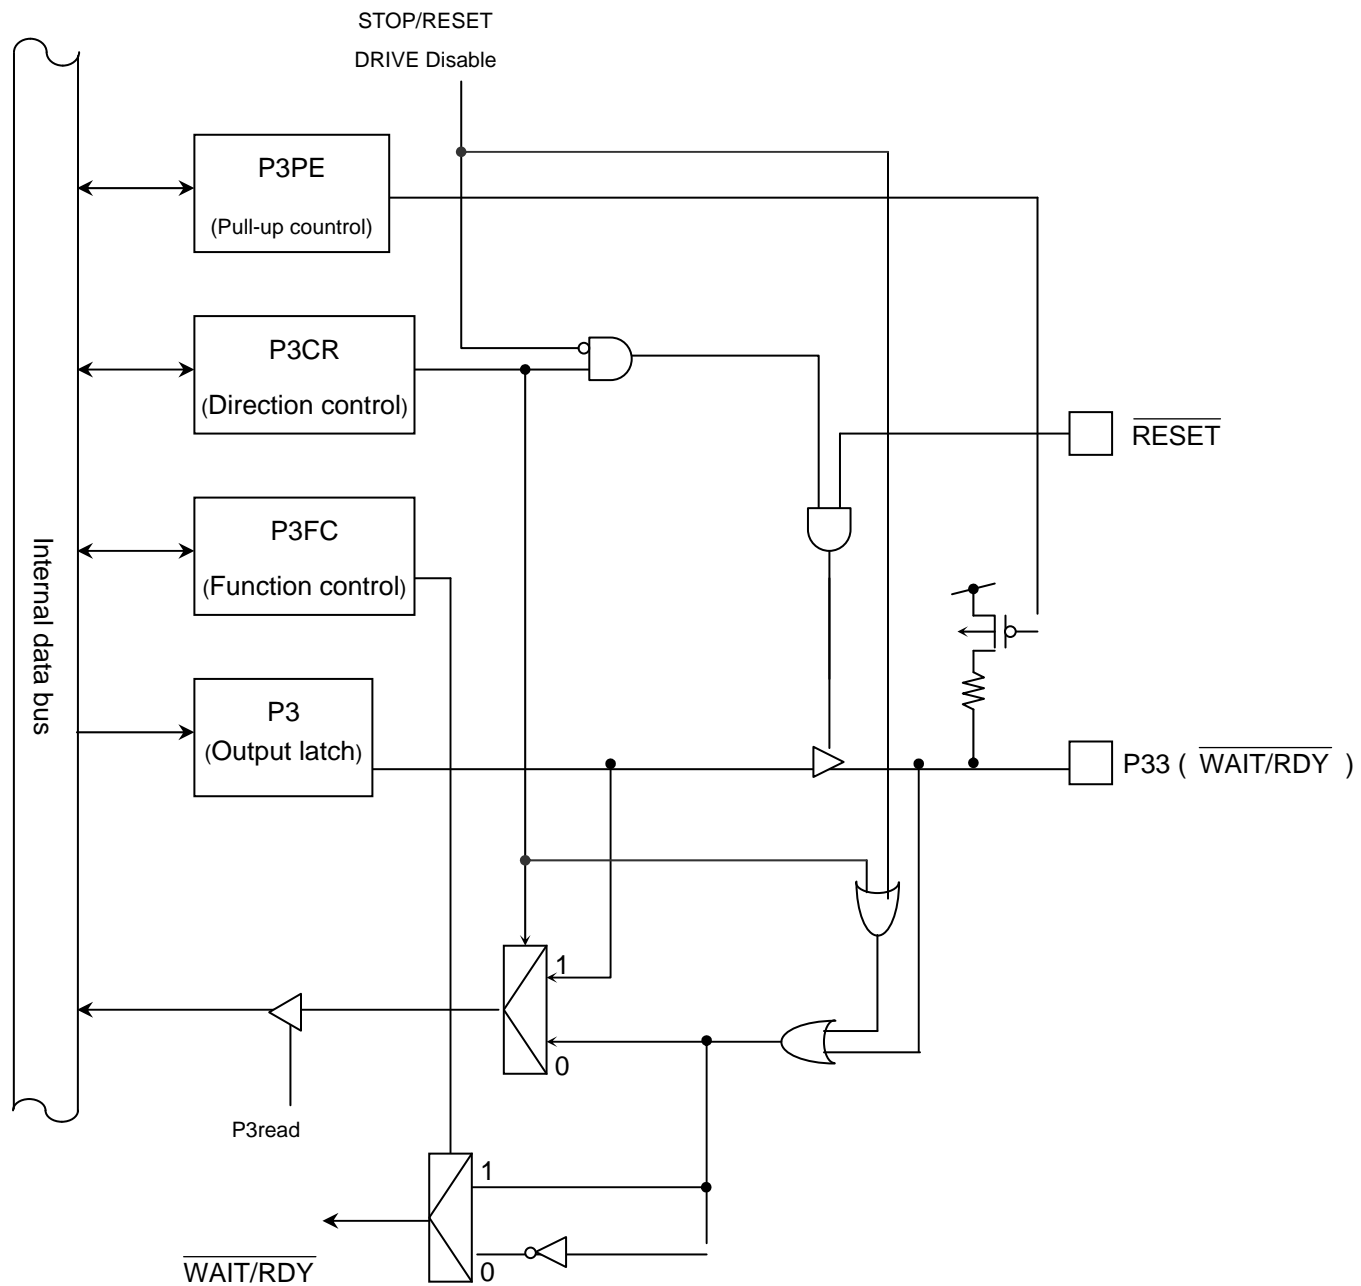 STOP/RESET
DRIVE Disable
P3PE
(Pull-up countrol)
P3CR
(Direction control)
RESET
P3FC
(Function control)
Internal data bus
P3
(Output latch)
P33 ( WAIT/RDY )
1
0
P3read
1
0
WAIT/RDY